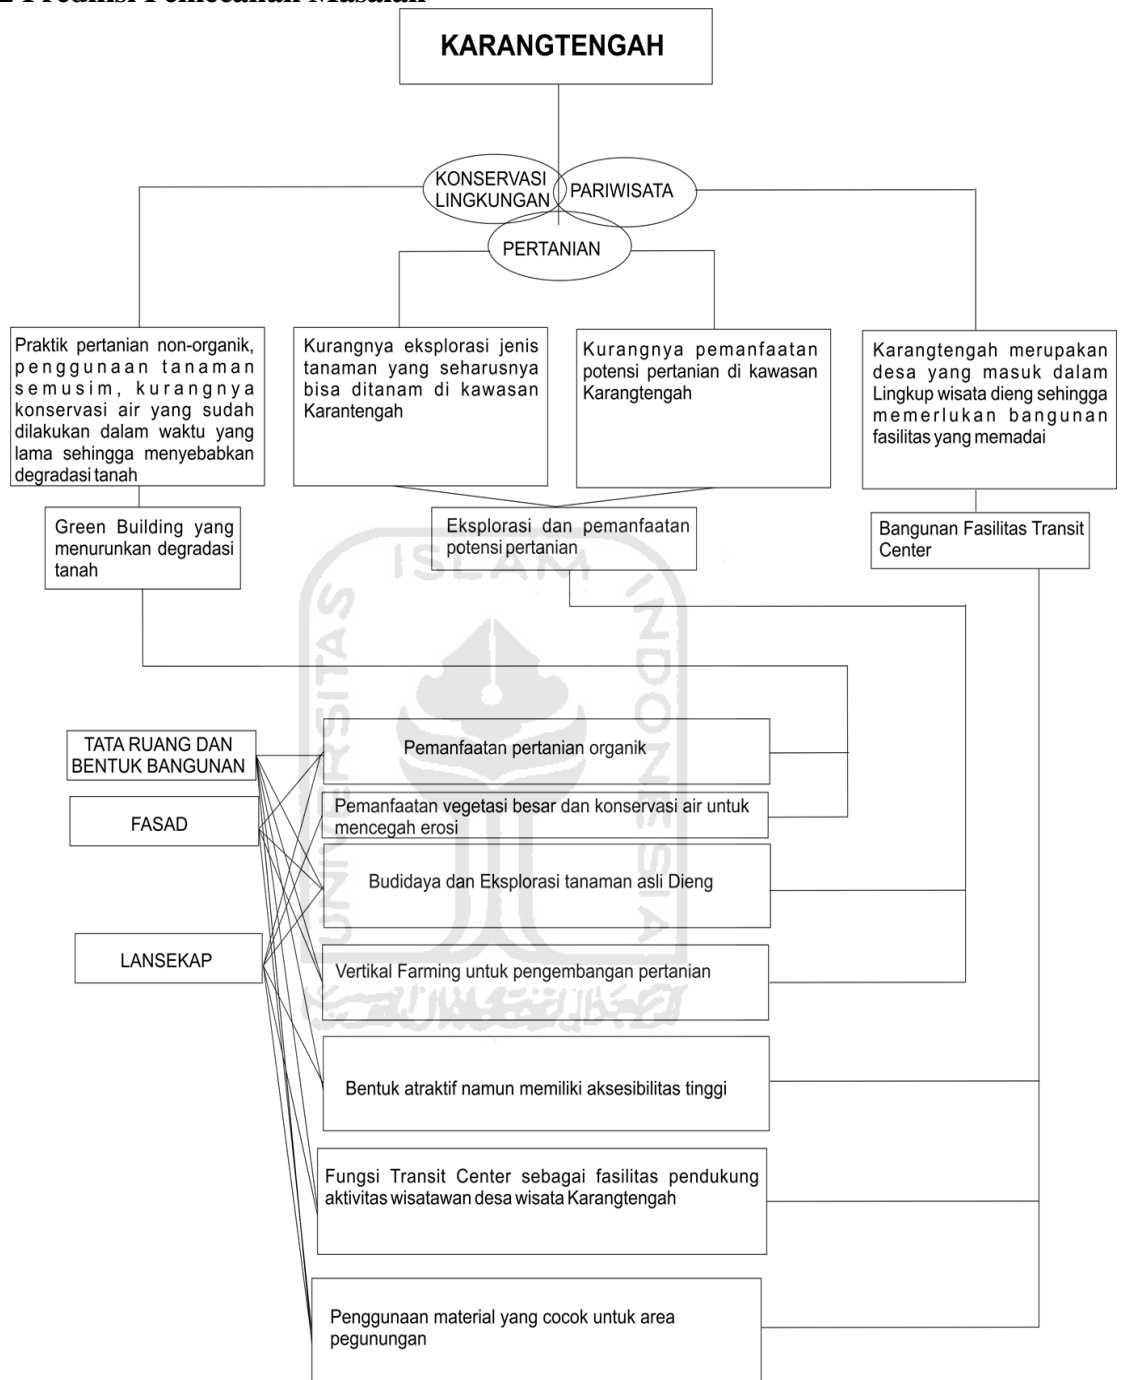 2 Prediksi Pemecahan Masalah
KARANGTENGAH
KONSERVASI
LINGKUNGAN
PARIWISATA
PERTANIAN
Praktik pertanian non-organik,
penggunaan tanaman
semusim, kurangnya
konservasi air yang sudah
dilakukan dalam waktu yang
lama sehingga menyebabkan
degradasi tanah
Kurangnya eksplorasi jenis
tanaman yang seharusnya
bisa ditanam di kawasan
Karantengah
Kurangnya pemanfaatan
potensi pertanian di kawasan
Karangtengah
Karangtengah merupakan
desa yang masuk dalam
Lingkup wisata dieng sehingga
memerlukan bangunan
fasilitas yang memadai
Green Building yang
menurunkan degradasi
tanah
Eksplorasi dan pemanfaatan
potensi pertanian
Bangunan Fasilitas Transit
Center
UNIVERSITAS
ISLAM
INDONESIA
TATA RUANG DAN
BENTUK BANGUNAN
FASAD
LANSEKAP
Pemanfaatan pertanian organik
Pemanfaatan vegetasi besar dan konservasi air untuk
mencegah erosi
Budidaya dan Eksplorasi tanaman asli Dieng
Vertikal Farming untuk pengembangan pertanian
Bentuk atraktif namun memiliki aksesibilitas tinggi
Fungsi Transit Center sebagai fasilitas pendukung
aktivitas wisatawan desa wisata Karangtengah
Penggunaan material yang cocok untuk area
pegunungan